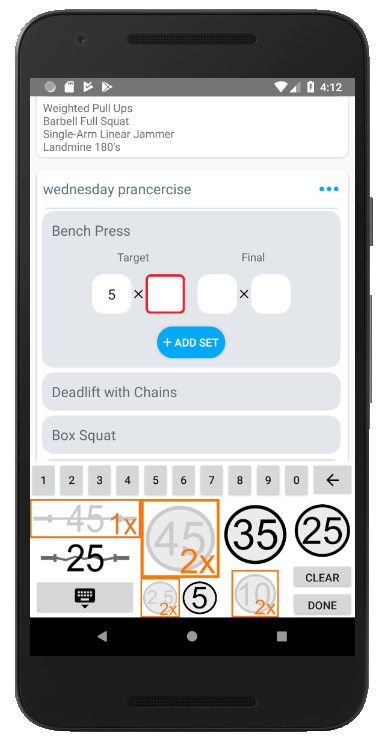 4:12
Weighted Pull Ups
Barbell Full Squat
Single-Arm Linear Jammer
Landmine 180's
wednesday prancercise
Bench Press
Target Final
5 × ×
+ ADD SET
Deadlift with Chains
Box Squat
1 2 3 4 5 6 7 8 9 0
45 1x
45 2x
35
25
25
2.5 2x
5
10 2x
CLEAR
DONE